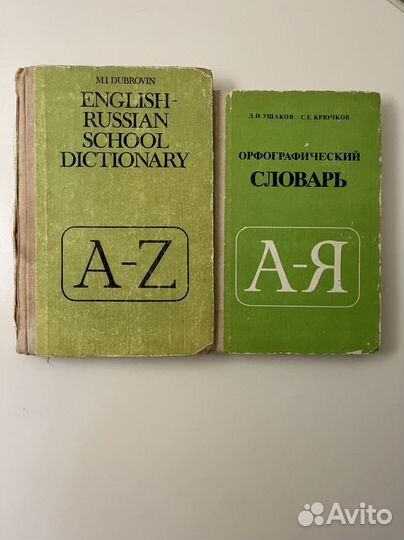 M.I. DUBROVIN
ENGLISH-
RUSSIAN
SCHOOL
DICTIONARY
A-Z
Д.Н. УШАКОВ С.Е. КРЮЧКОВ
ОРФОГРАФИЧЕСКИЙ
СЛОВАРЬ
А-Я
Avito